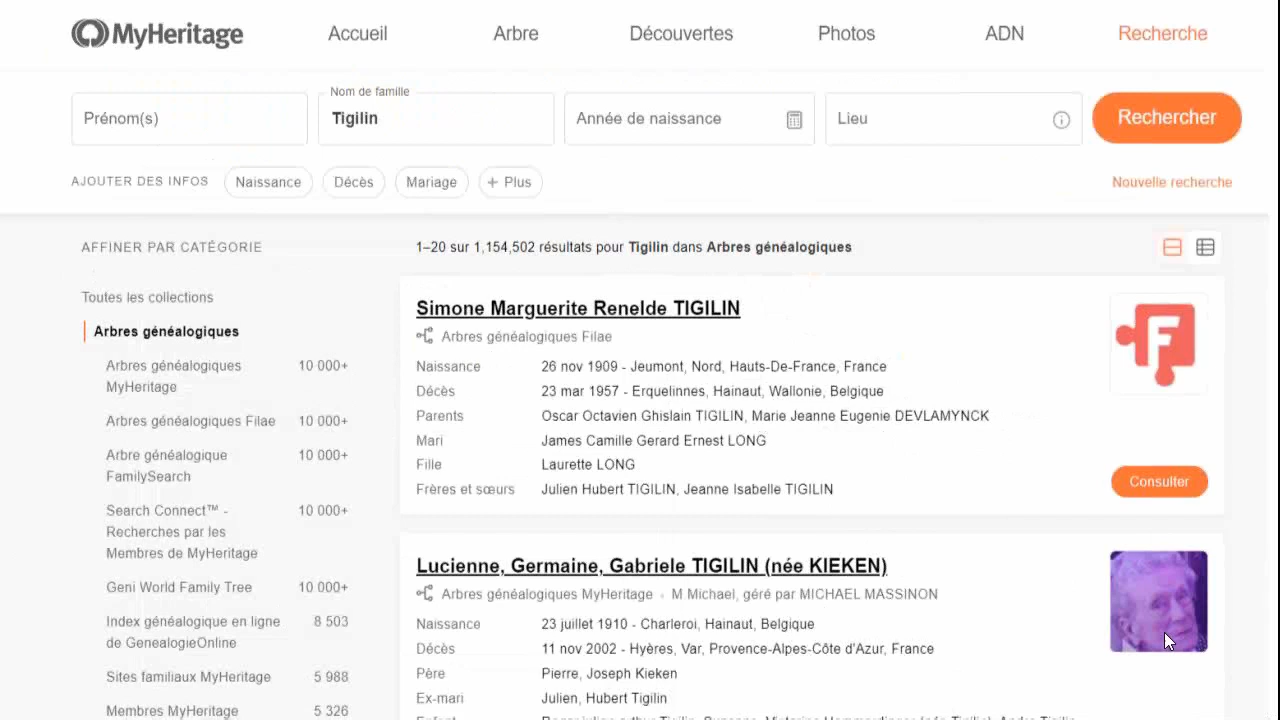 MyHeritage
Accueil
Arbre
Découvertes
Photos
ADN
Recherche
Prénom(s)
Nom de famille
Tigilin
Année de naissance
Lieu
Rechercher
AJOUTER DES INFOS
Naissance
Décès
Mariage
+ Plus
Nouvelle recherche
AFFINER PAR CATÉGORIE
Toutes les collections
Arbres généalogiques
Arbres généalogiques 10 000+
MyHeritage
Arbres généalogiques Filae 10 000+
Arbre généalogique 10 000+
FamilySearch
Search Connect™ - 10 000+
Recherches par les
Membres de MyHeritage
Geni World Family Tree 10 000+
Index généalogique en ligne 8 503
de GenealogieOnline
Sites familiaux MyHeritage 5 988
Membres MyHeritage 5 326
1–20 sur 1,154,502 résultats pour Tigilin dans Arbres généalogiques
Simone Marguerite Renelde TIGILIN
Arbres généalogiques Filae
Naissance 26 nov 1909 - Jeumont, Nord, Hauts-De-France, France
Décès 23 mar 1957 - Erquelinnes, Hainaut, Wallonie, Belgique
Parents Oscar Octavien Ghislain TIGILIN, Marie Jeanne Eugenie DEVLAMYNCK
Mari James Camille Gerard Ernest LONG
Fille Laurette LONG
Frères et sœurs Julien Hubert TIGILIN, Jeanne Isabelle TIGILIN
F
Consulter
Lucienne, Germaine, Gabriele TIGILIN (née KIEKEN)
Arbres généalogiques MyHeritage • M Michael, géré par MICHAEL MASSINON
Naissance 23 juillet 1910 - Charleroi, Hainaut, Belgique
Décès 11 nov 2002 - Hyères, Var, Provence-Alpes-Côte d'Azur, France
Père Pierre, Joseph Kieken
Ex-mari Julien, Hubert Tigilin